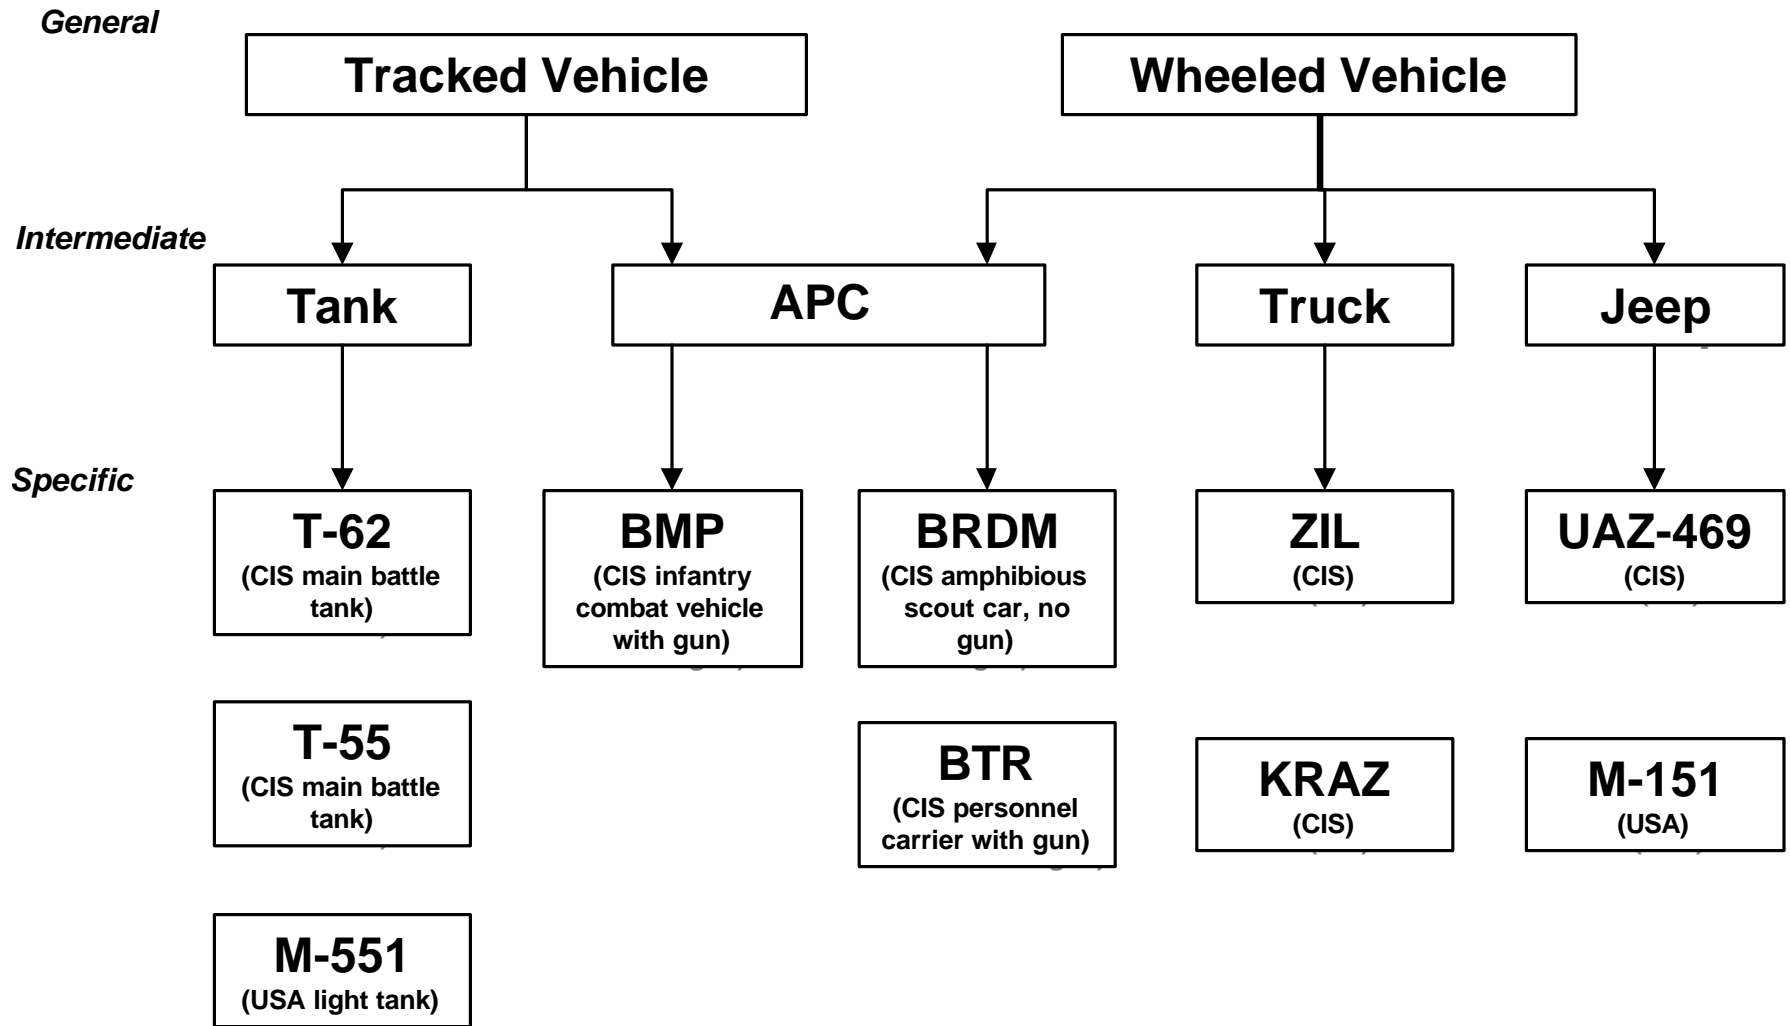 General
Tracked Vehicle
Wheeled Vehicle
Intermediate
Tank
APC
Truck
Jeep
Specific
T-62
(CIS main battle
tank)
BMP
(CIS infantry
combat vehicle
with gun)
BRDM
(CIS amphibious
scout car, no
gun)
ZIL
(CIS)
UAZ-469
(CIS)
T-55
(CIS main battle
tank)
BTR
(CIS personnel
carrier with gun)
KRAZ
(CIS)
M-151
(USA)
M-551
(USA light tank)